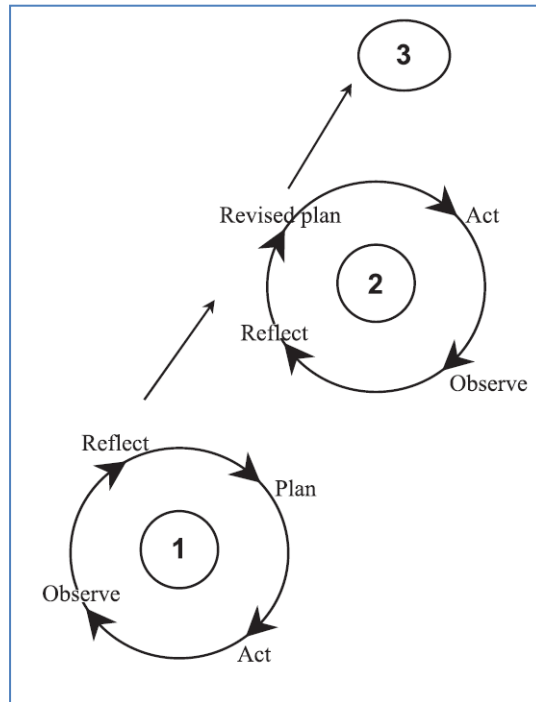 3
Revised plan
Act
2
Reflect
Observe
Reflect
Plan
1
Observe
Act